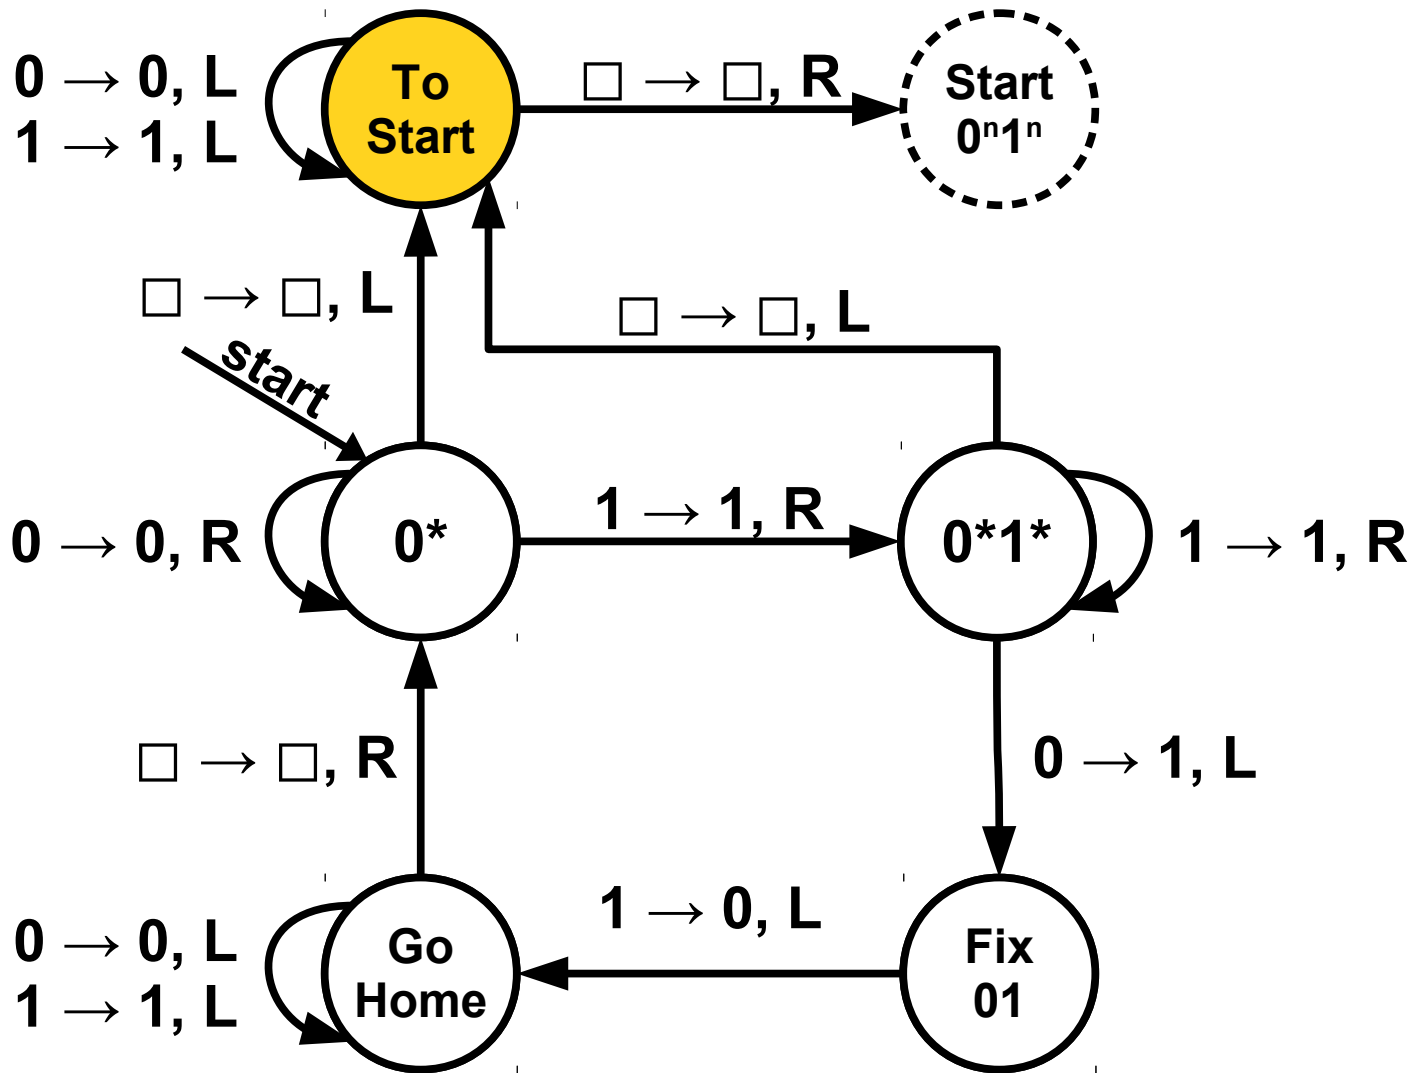 0 → 0, L
1 → 1, L
To
Start
□ → □, R
Start
0ⁿ1ⁿ
□ → □, L
□ → □, L
start
0 → 0, R
0*
1 → 1, R
0*1*
1 → 1, R
□ → □, R
0 → 1, L
0 → 0, L
1 → 1, L
Go
Home
1 → 0, L
Fix
01